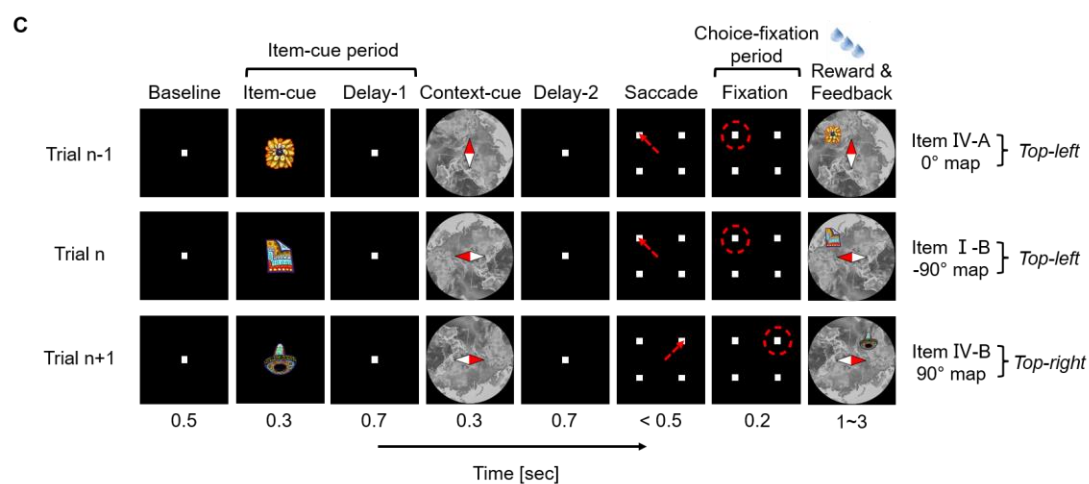 C
Item-cue period
Choice-fixation
period
Baseline Item-cue Delay-1 Context-cue Delay-2 Saccade Fixation Reward &
Feedback
Trial n-1
Item IV-A
0° map
Top-left
Trial n
Item I-B
-90° map
Top-left
Trial n+1
Item IV-B
90° map
Top-right
0.5 0.3 0.7 0.3 0.7 < 0.5 0.2 1~3
Time [sec]